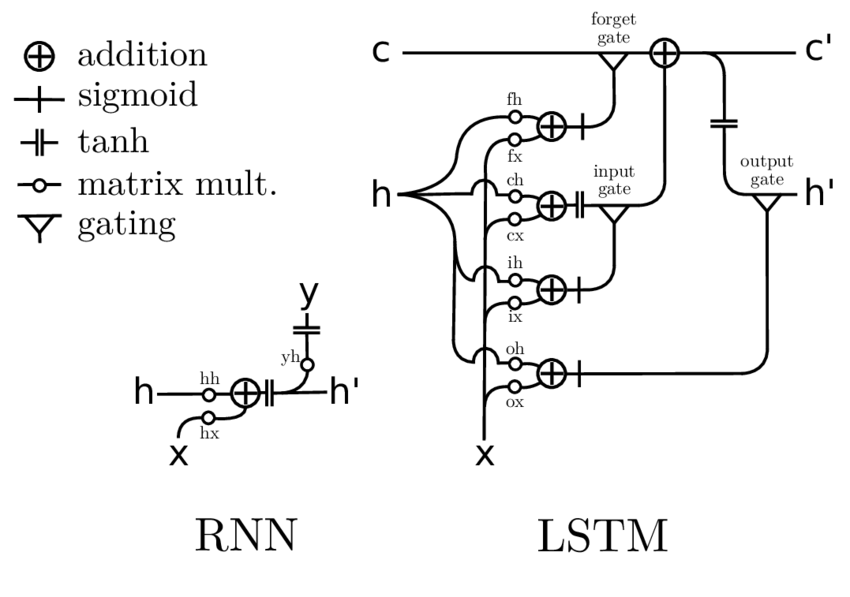 addition
sigmoid
tanh
matrix mult.
gating
y
yh
h
hh
h'
hx
x
RNN
forget
gate
c
c'
fh
fx
h
ch
input
gate
output
gate
h'
cx
ih
ix
oh
ox
x
LSTM